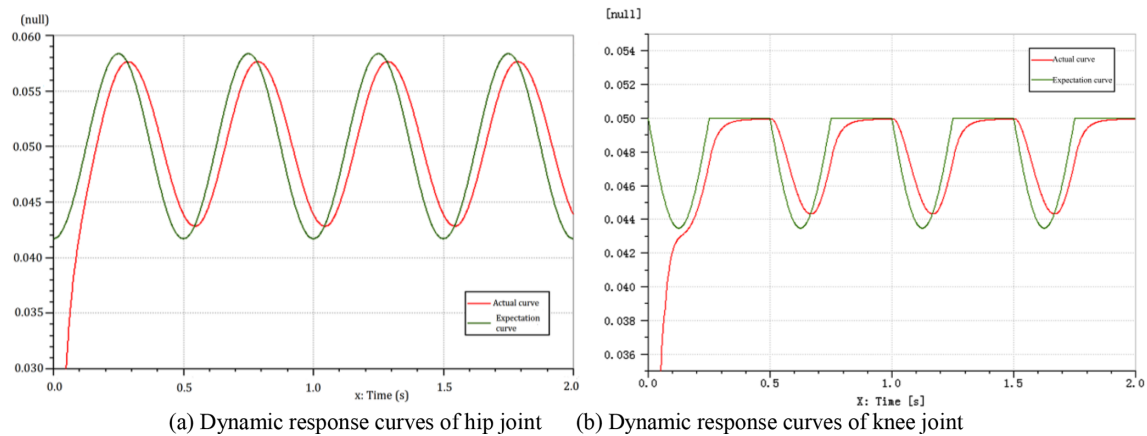 (null)
0.060
0.055
0.050
0.045
0.040
0.035
0.030
Actual curve
Expectation
curve
0.0 0.5 1.0 1.5 2.0
x: Time (s)
[null]
0.054
0.052
0.050
0.048
0.046
0.044
0.042
0.040
0.038
0.036
Actual curve
Expectation curve
0.0 0.5 1.0 1.5 2.0
X: Time [s]
(a) Dynamic response curves of hip joint (b) Dynamic response curves of knee joint